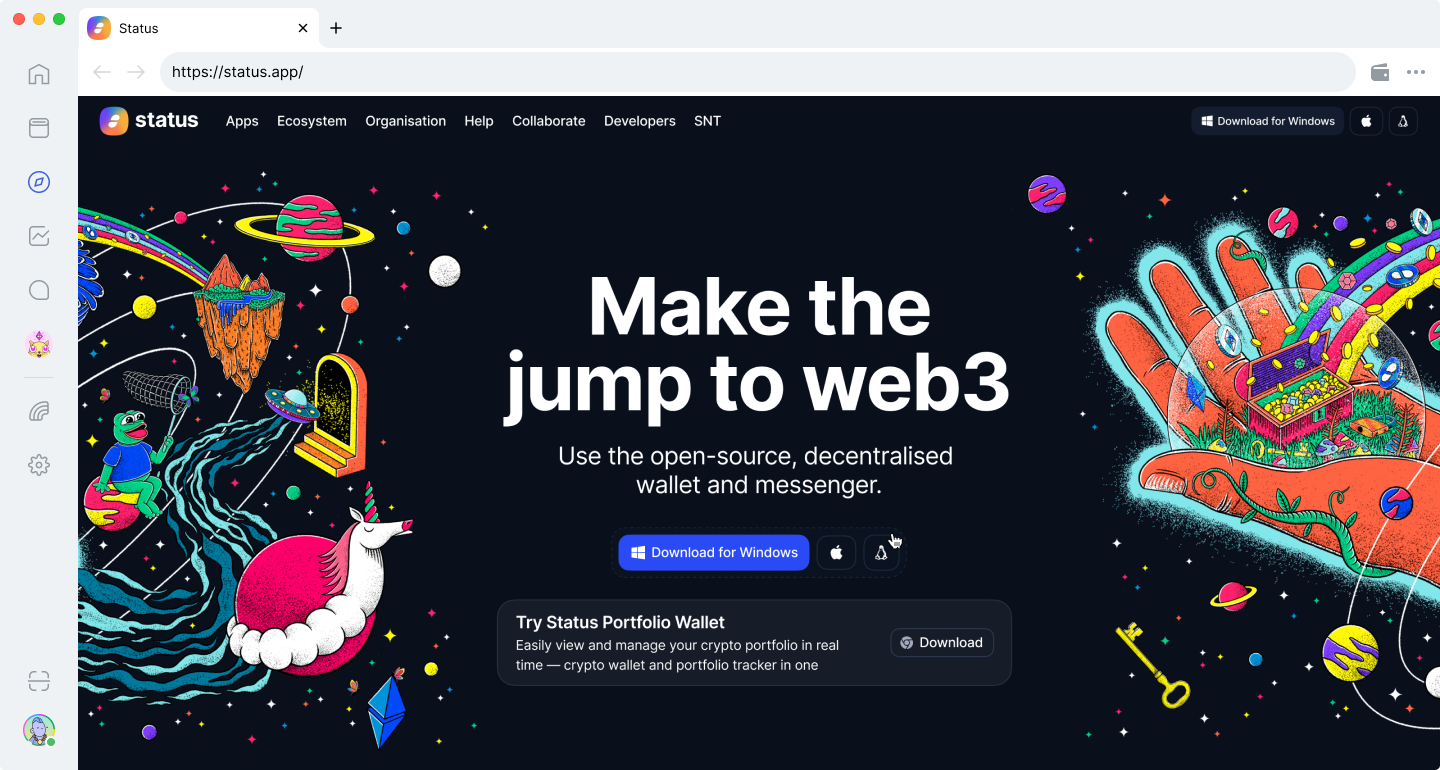 Status
https://status.app/
status
Apps Ecosystem Organisation Help Collaborate Developers SNT
Download for Windows
Make the
jump to web3
Use the open-source, decentralised
wallet and messenger.
Download for Windows
Try Status Portfolio Wallet
Easily view and manage your crypto portfolio in real
time — crypto wallet and portfolio tracker in one
Download